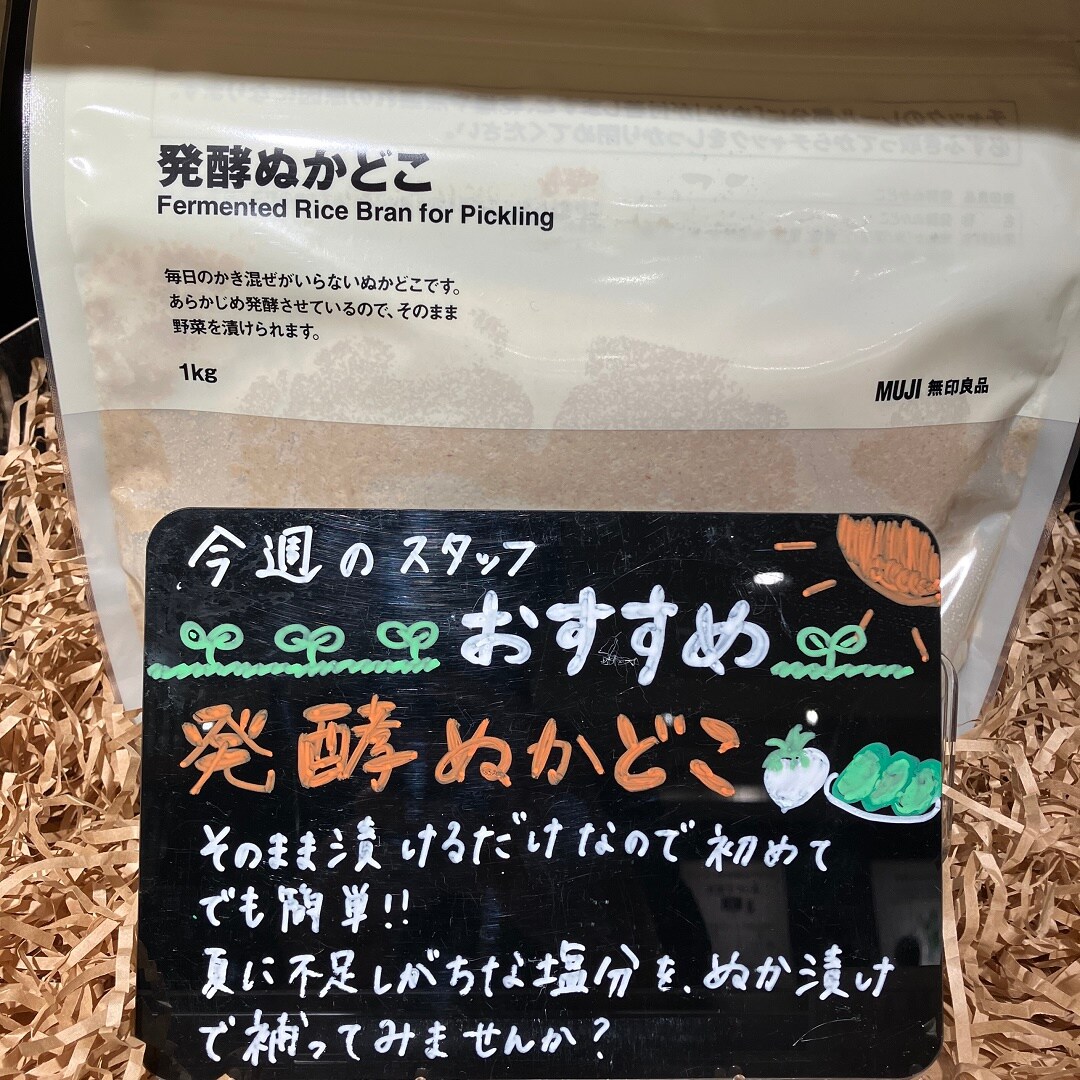 発酵ぬかどこ
Fermented Rice Bran for Pickling
毎日のかき混ぜがいらないぬかどこです。
あらかじめ発酵させているので、そのまま
野菜を漬けられます。
1kg
MUJI 無印良品
今週のスタッフ
おすすめ
発酵ぬかどこ
そのまま漬けるだけなので初めて
でも簡単!!
夏に不足しがちな塩分を、ぬか漬け
で補ってみませんか?